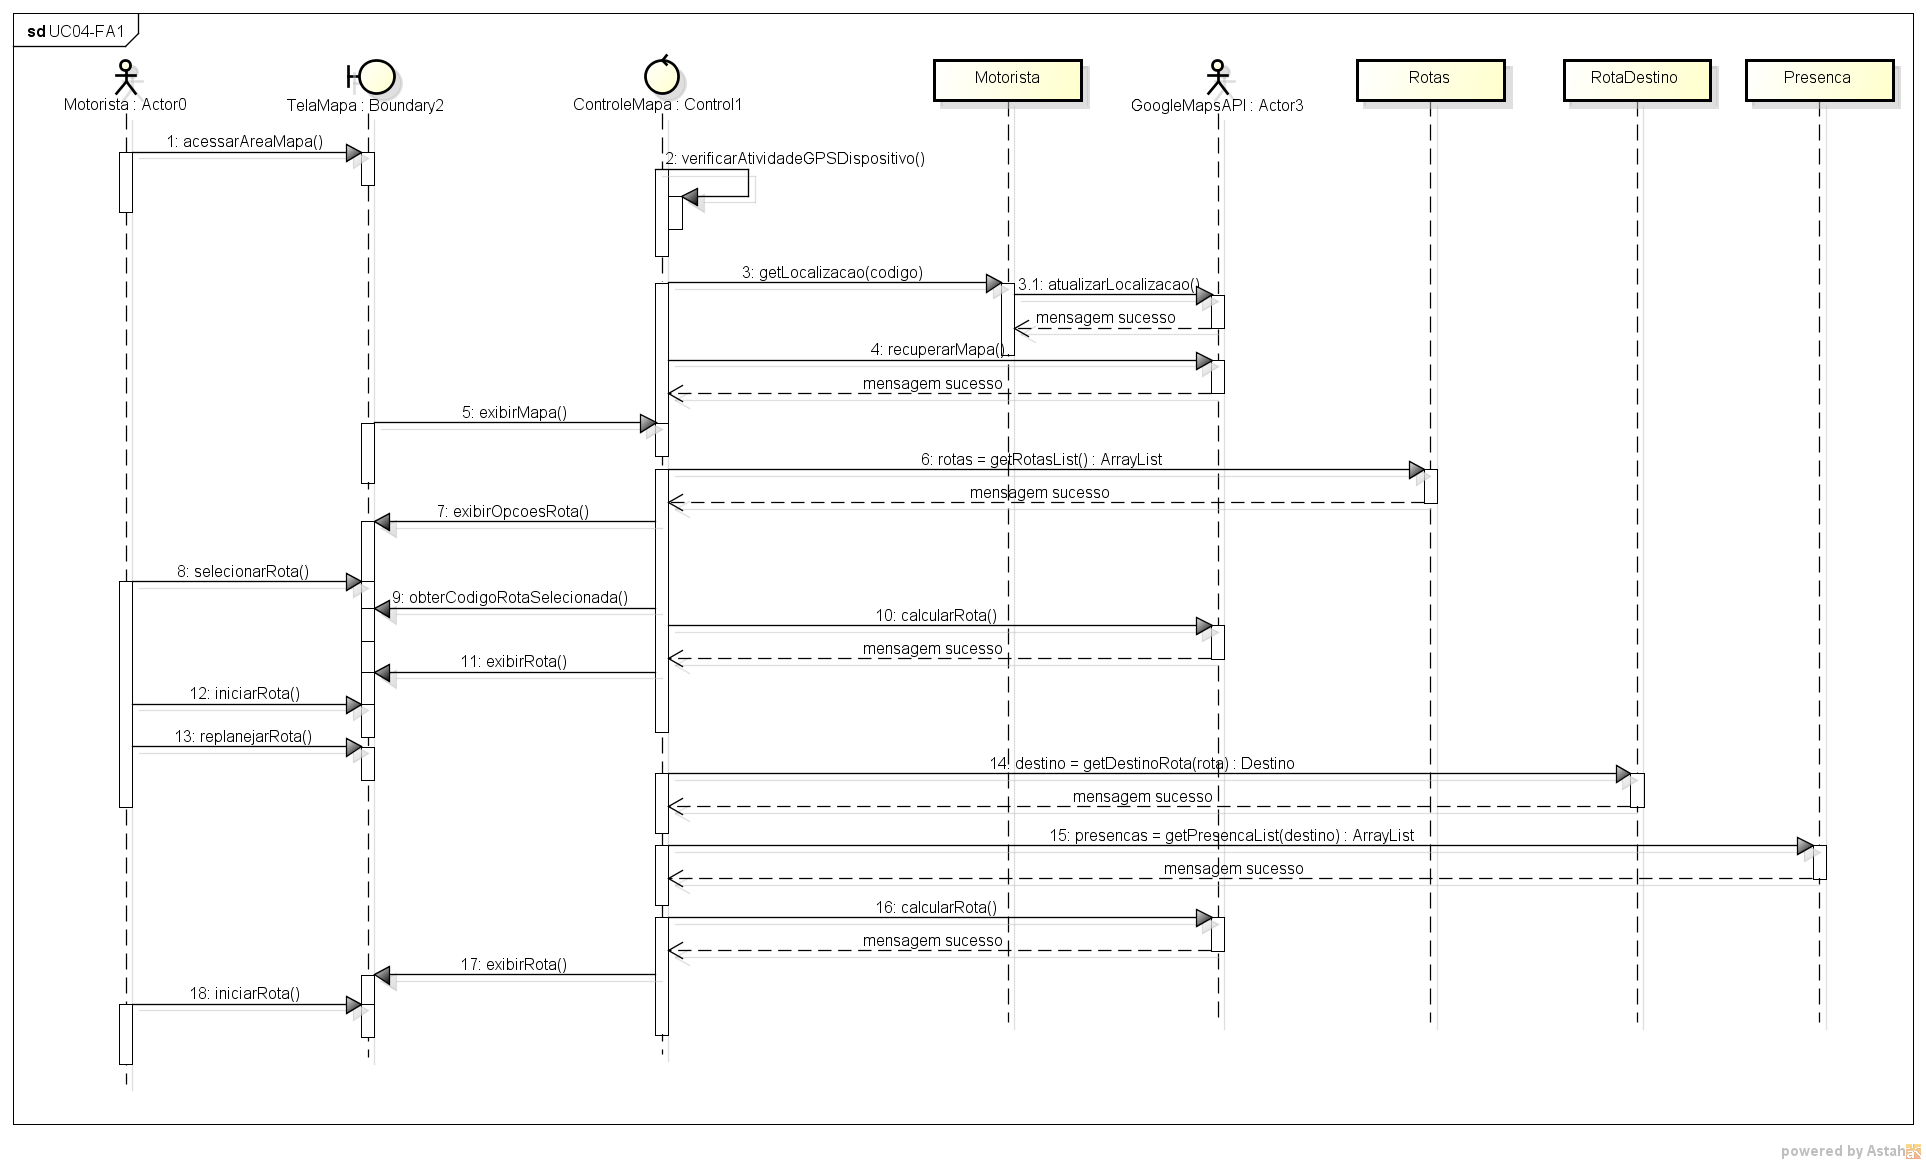 sd UC04-FA1
Motorista : Actor0
TelaMapa : Boundary2
ControleMapa : Control1
Motorista
GoogleMapsAPI : Actor3
Rotas
RotaDestino
Presenca
1: acessarAreaMapa()
2: verificarAtividadeGPSDispositivo()
3: getLocalizacao(codigo)
3.1: atualizarLocalizacao()
mensagem sucesso
4: recuperarMapa()
mensagem sucesso
5: exibirMapa()
6: rotas = getRotasList() : ArrayList
mensagem sucesso
7: exibirOpcoesRota()
8: selecionarRota()
9: obterCodigoRotaSelecionada()
10: calcularRota()
mensagem sucesso
11: exibirRota()
12: iniciarRota()
13: replanejarRota()
14: destino = getDestinoRota(rota) : Destino
mensagem sucesso
15: presencas = getPresencaList(destino) : ArrayList
mensagem sucesso
16: calcularRota()
mensagem sucesso
17: exibirRota()
18: iniciarRota()
powered by Astah